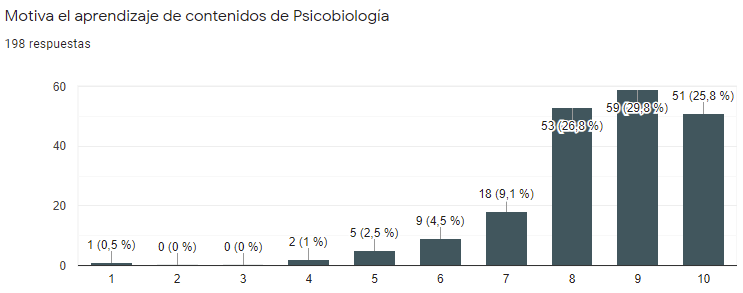 Motiva el aprendizaje de contenidos de Psicobiología
198 respuestas
60
40
20
0
1 (0,5 %)
0 (0 %)
0 (0 %)
2 (1 %)
5 (2,5 %)
9 (4,5 %)
18 (9,1 %)
53 (26,8 %)
59 (29,8 %)
51 (25,8 %)
1 2 3 4 5 6 7 8 9 10